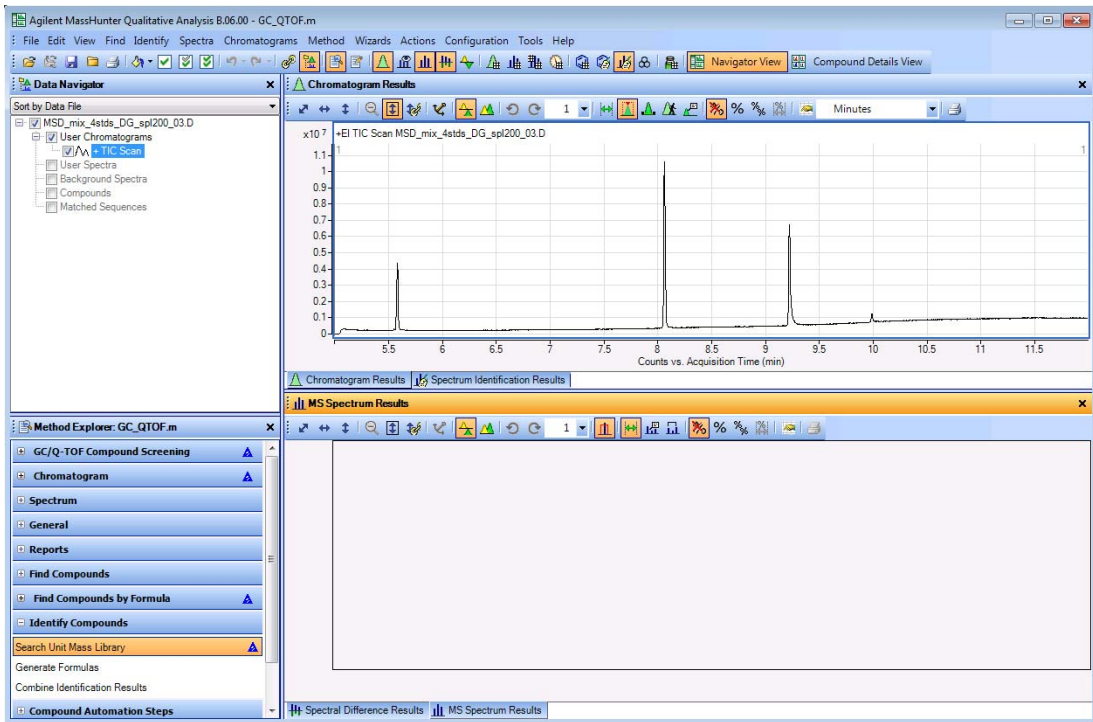 Agilent MassHunter Qualitative Analysis B.06.00 - GC_QTOF.m
File Edit View Find Identify Spectra Chromatograms Method Wizards Actions Configuration Tools Help
Navigator View Compound Details View
Data Navigator
Sort by Data File
MSD_mix_4stds_DG_spl200_03.D
User Chromatograms
+ TIC Scan
User Spectra
Background Spectra
Compounds
Matched Sequences
Chromatogram Results
1 % Minutes
x10 7 +EI TIC Scan MSD_mix_4stds_DG_spl200_03.D
1 1
1.1
1
0.9
0.8
0.7
0.6
0.5
0.4
0.3
0.2
0.1
0
5.5 6 6.5 7 7.5 8 8.5 9 9.5 10 10.5 11 11.5
Counts vs. Acquisition Time (min)
Chromatogram Results Spectrum Identification Results
MS Spectrum Results
1 %
Spectral Difference Results MS Spectrum Results
Method Explorer: GC_QTOF.m
GC/Q-TOF Compound Screening
Chromatogram
Spectrum
General
Reports
Find Compounds
Find Compounds by Formula
Identify Compounds
Search Unit Mass Library
Generate Formulas
Combine Identification Results
Compound Automation Steps